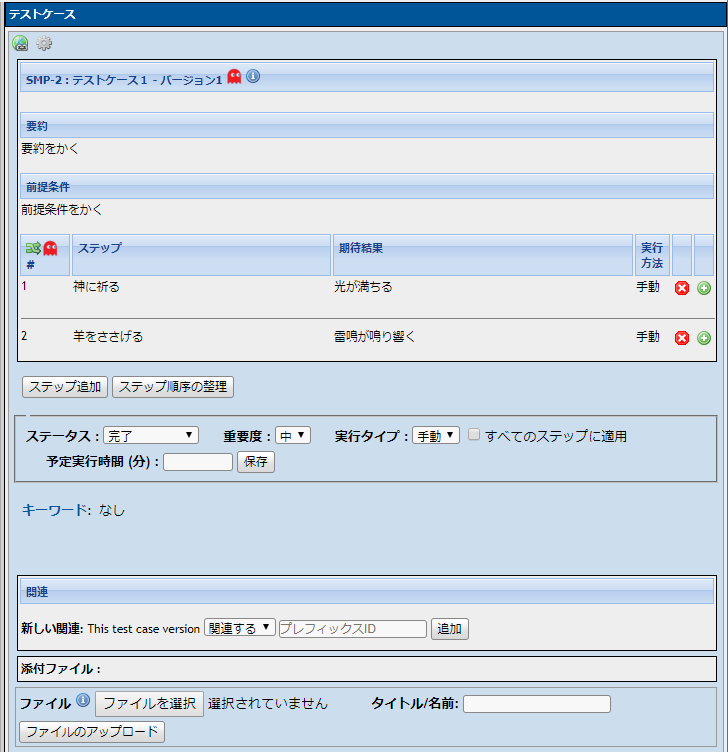 テストケース
SMP-2 : テストケース１ - バージョン1
要約
要約をかく
前提条件
前提条件をかく
# ステップ 期待結果 実行方法
1 神に祈る 光が満ちる 手動
2 羊をささげる 雷鳴が鳴り響く 手動
ステップ追加 ステップ順序の整理
ステータス : 完了 重要度 : 中 実行タイプ : 手動 すべてのステップに適用
予定実行時間 (分) : 保存
キーワード: なし
関連
新しい関連: This test case version 関連する プレフィックスID 追加
添付ファイル :
ファイル ファイルを選択 選択されていません タイトル/名前:
ファイルのアップロード